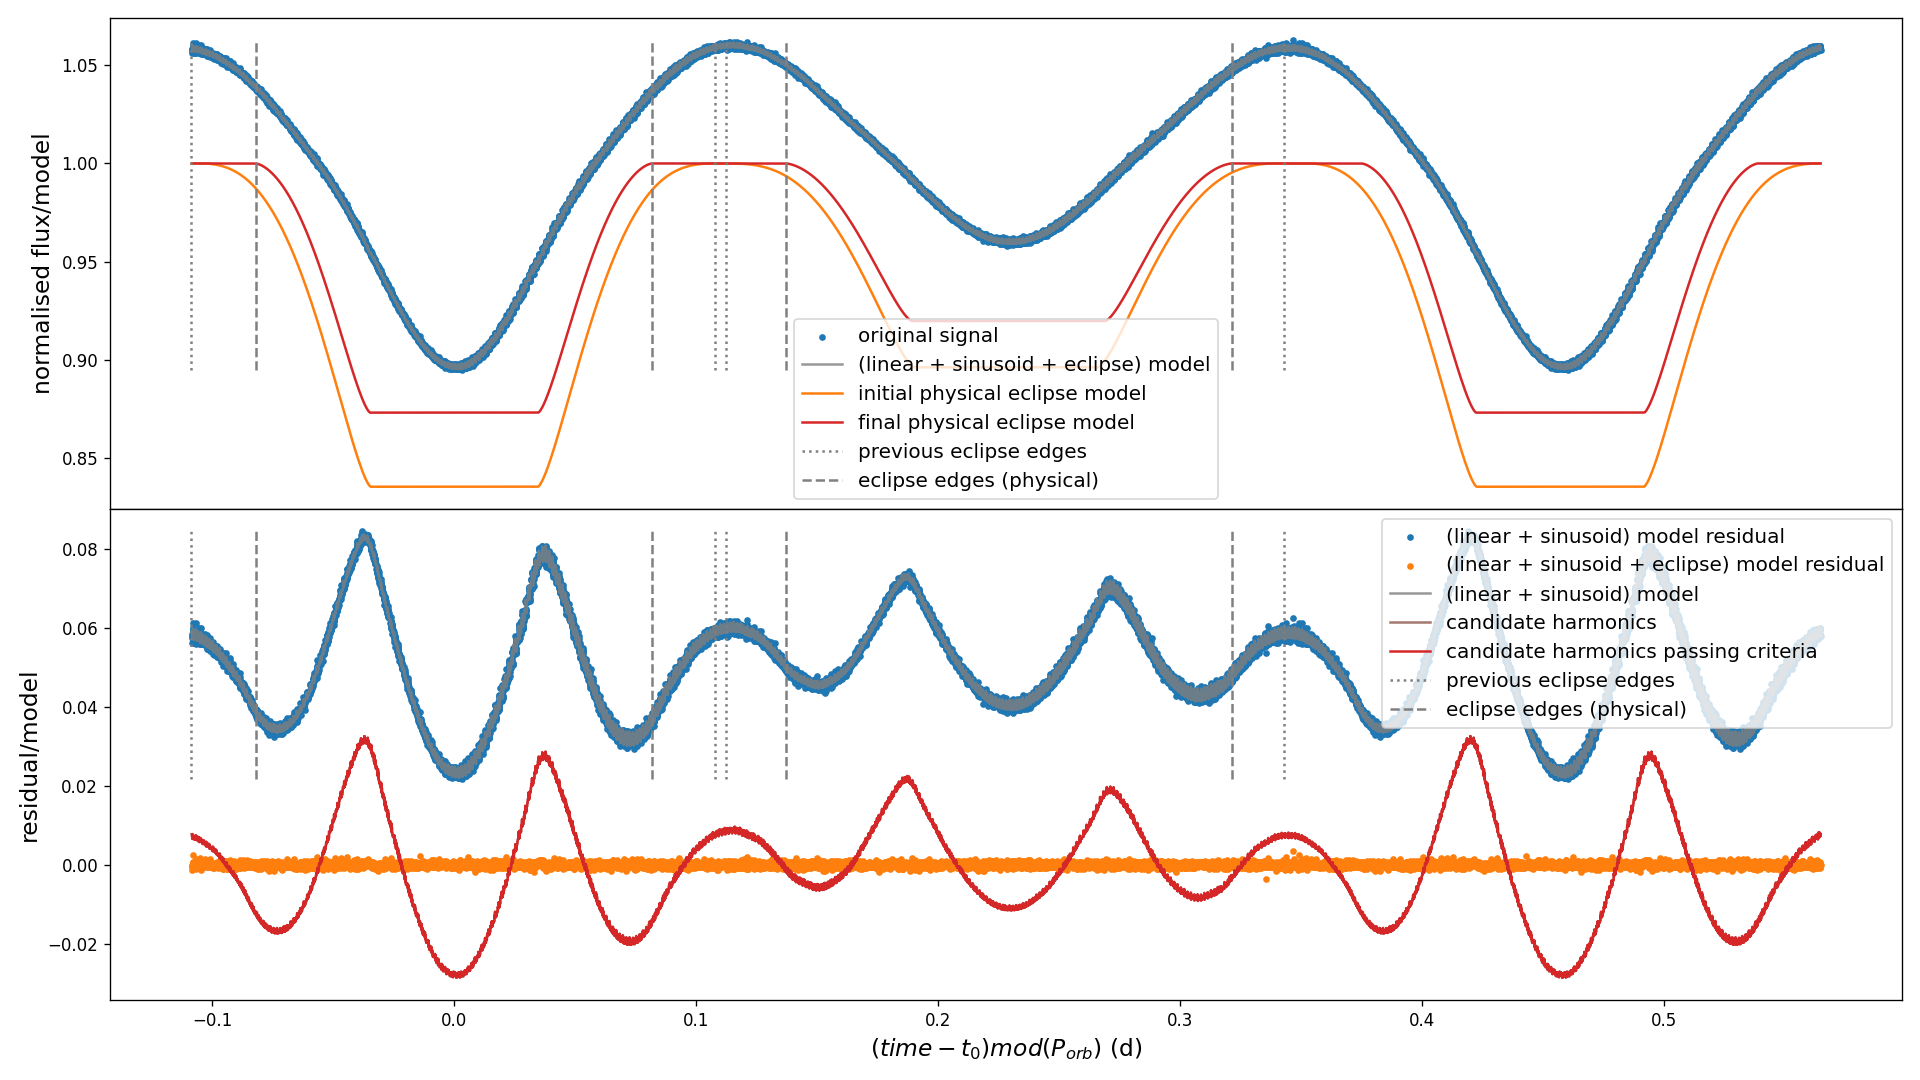 normalised flux/model
1.05
1.00
0.95
0.90
0.85
original signal
(linear + sinusoid + eclipse) model
initial physical eclipse model
final physical eclipse model
previous eclipse edges
eclipse edges (physical)
residual/model
0.08
0.06
0.04
0.02
0.00
−0.02
(linear + sinusoid) model residual
(linear + sinusoid + eclipse) model residual
(linear + sinusoid) model
candidate harmonics
candidate harmonics passing criteria
previous eclipse edges
eclipse edges (physical)
−0.1 0.0 0.1 0.2 0.3 0.4 0.5
(time − t₀)mod(Pₒᵣb) (d)